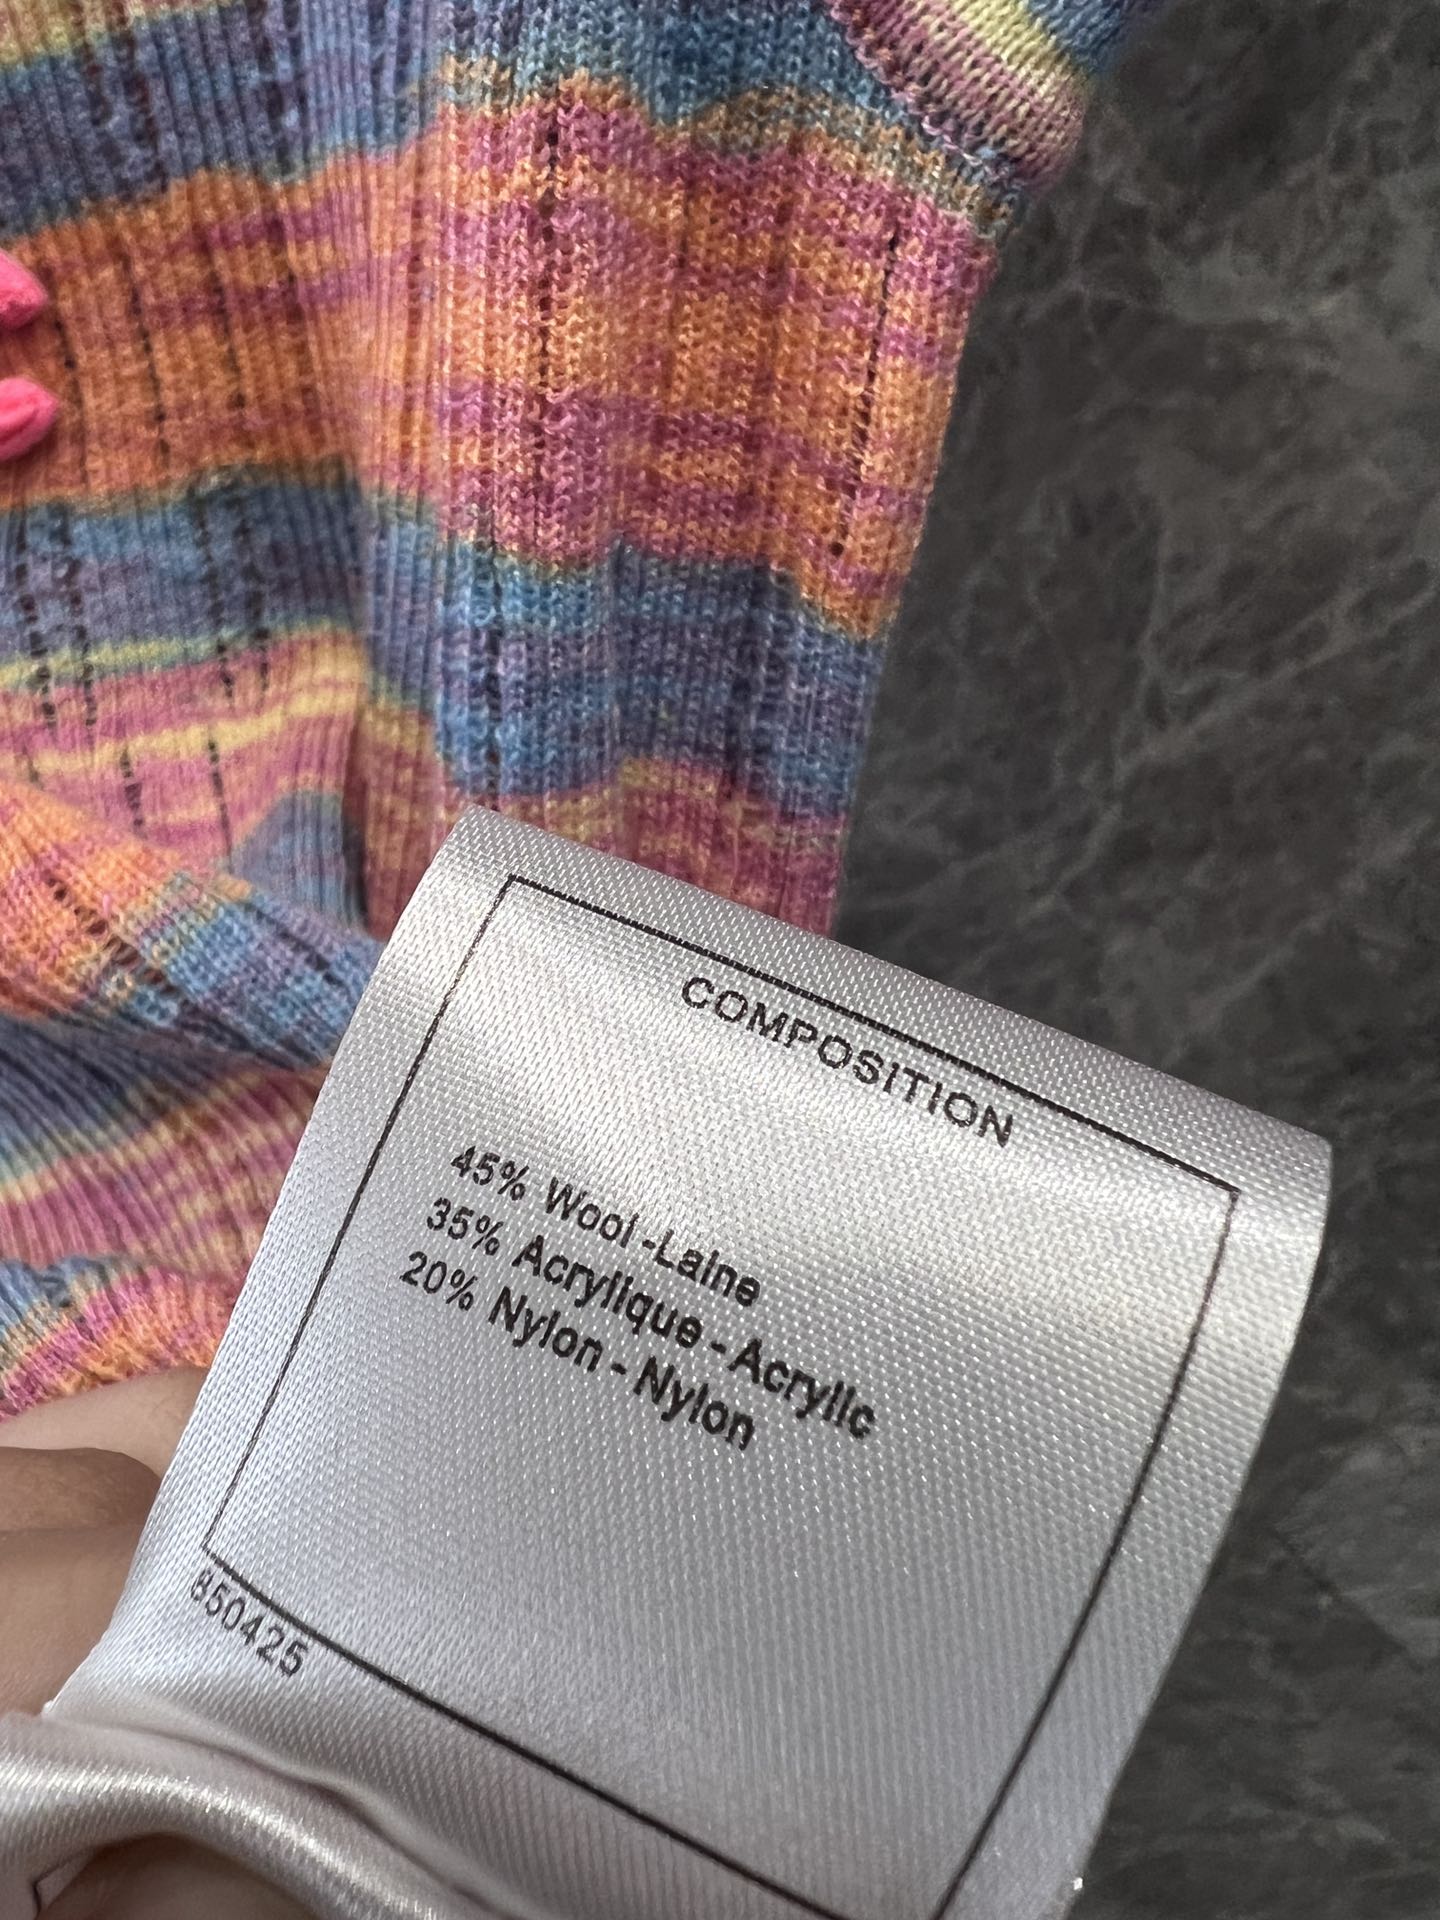 COMPOSITION
45% Wool -Laine
35% Acrylique - Acrylic
20% Nylon - Nylon
850425